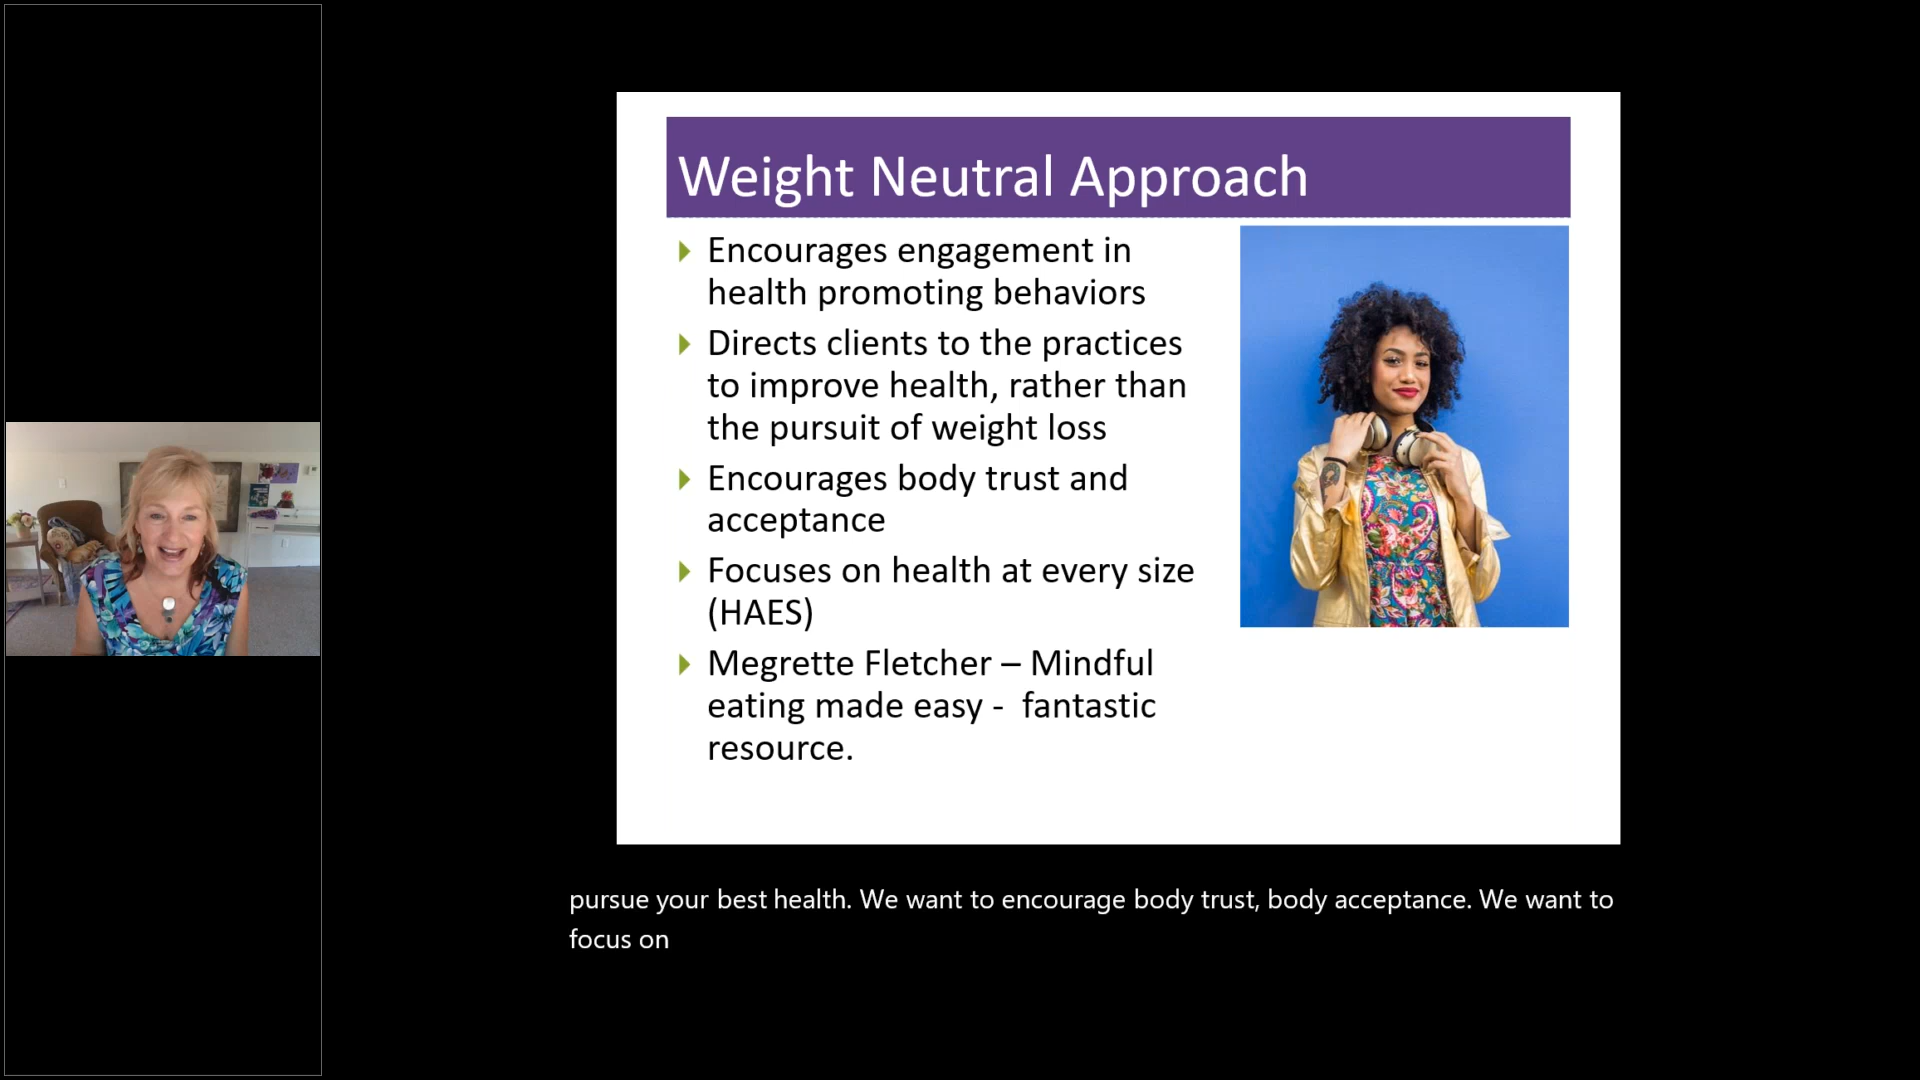 Weight Neutral Approach
Encourages engagement in
health promoting behaviors
Directs clients to the practices
to improve health, rather than
the pursuit of weight loss
Encourages body trust and
acceptance
Focuses on health at every size
(HAES)
Megrette Fletcher – Mindful
eating made easy -  fantastic
resource.
pursue your best health. We want to encourage body trust, body acceptance. We want to
focus on